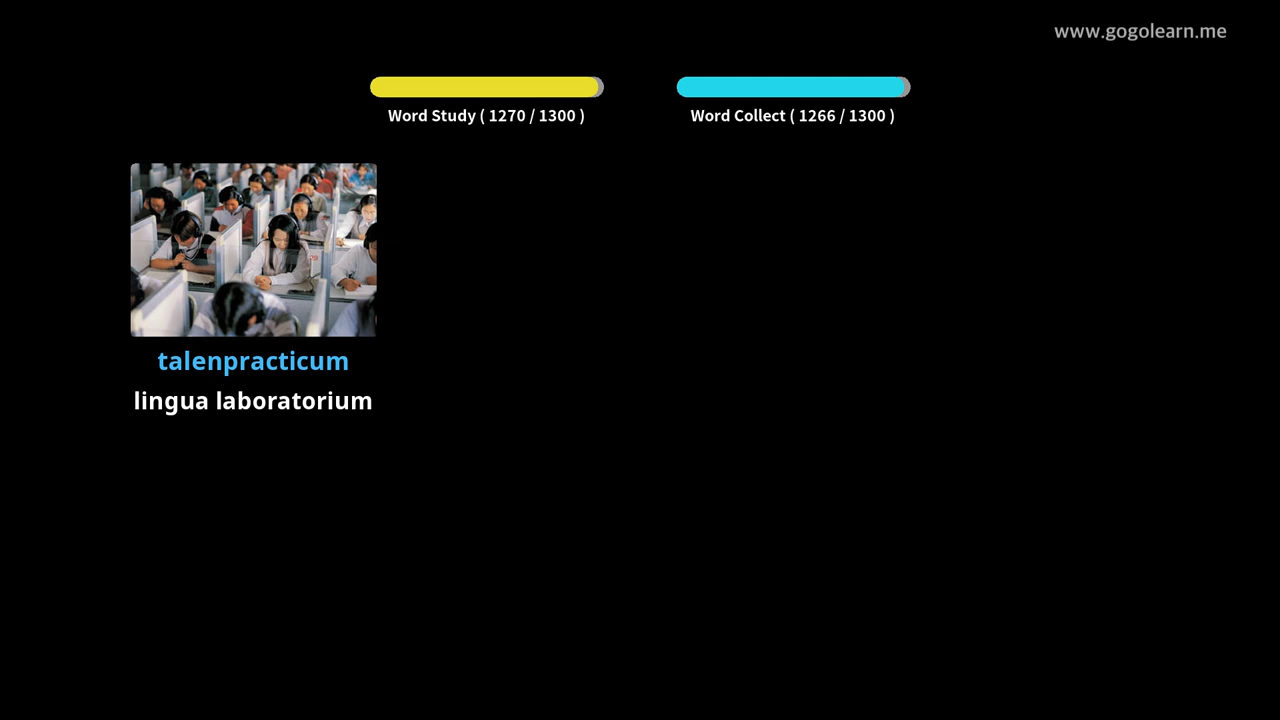 www.gogolearn.me
Word Study ( 1270 / 1300 )
Word Collect ( 1266 / 1300 )
talenpracticum
lingua laboratorium